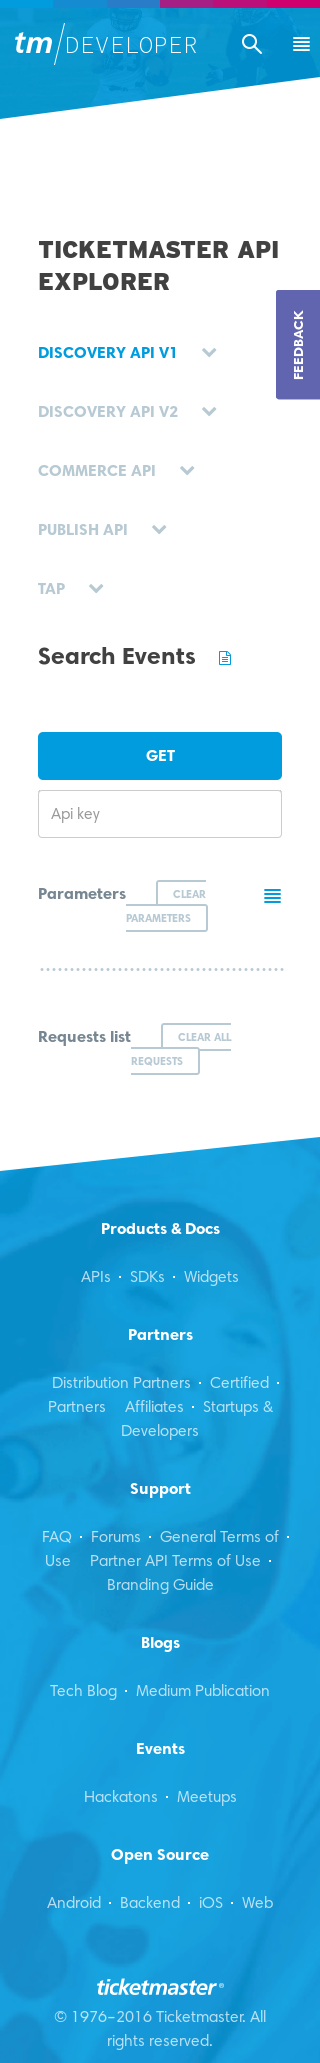 tm/DEVELOPER
TICKETMASTER API
EXPLORER
FEEDBACK
DISCOVERY API V1
DISCOVERY API V2
COMMERCE API
PUBLISH API
TAP
Search Events
GET
Api key
Parameters CLEAR
PARAMETERS
Requests list CLEAR ALL
REQUESTS
Products & Docs
APIs · SDKs · Widgets
Partners
Distribution Partners · Certified ·
Partners Affiliates · Startups &
Developers
Support
FAQ · Forums · General Terms of ·
Use Partner API Terms of Use ·
Branding Guide
Blogs
Tech Blog · Medium Publication
Events
Hackatons · Meetups
Open Source
Android · Backend · iOS · Web
ticketmaster®
© 1976–2016 Ticketmaster. All
rights reserved.